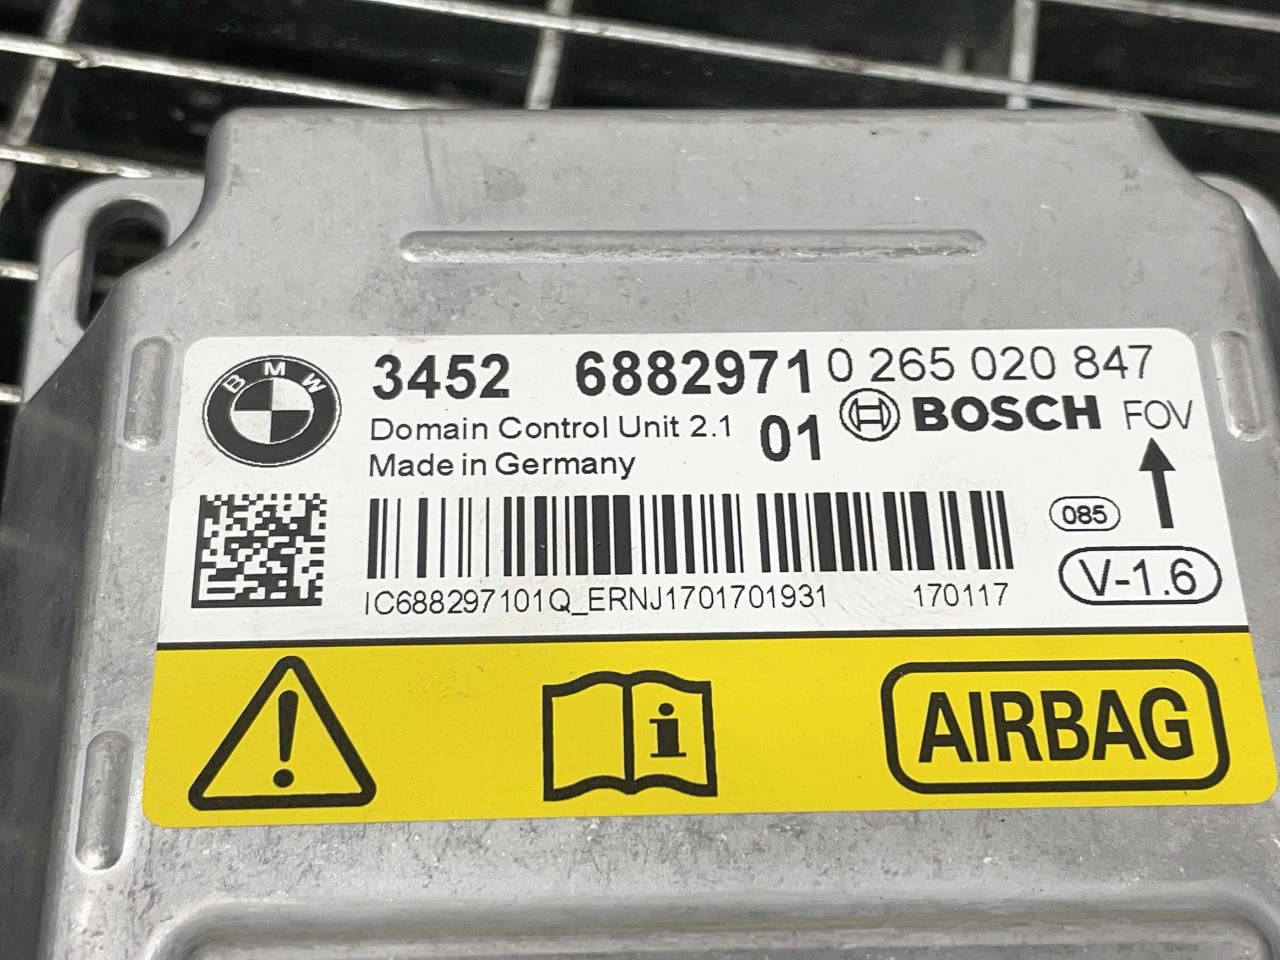 BMW
3452 6882971 0 265 020 847
Domain Control Unit 2.1 01 BOSCH FOV
Made in Germany
085
V-1.6
IC688297101Q_ERNJ1701701931 170117
i AIRBAG